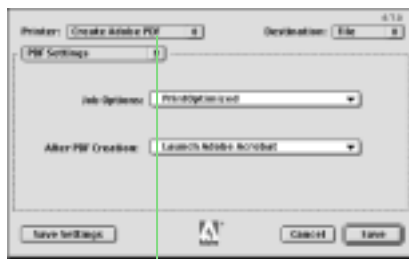 4.7.0
Printer: Create Adobe PDF Destination: File
PDF Settings
Job Options: PrintOptimized
After PDF Creation: Launch Adobe Acrobat
Save Settings Cancel Save